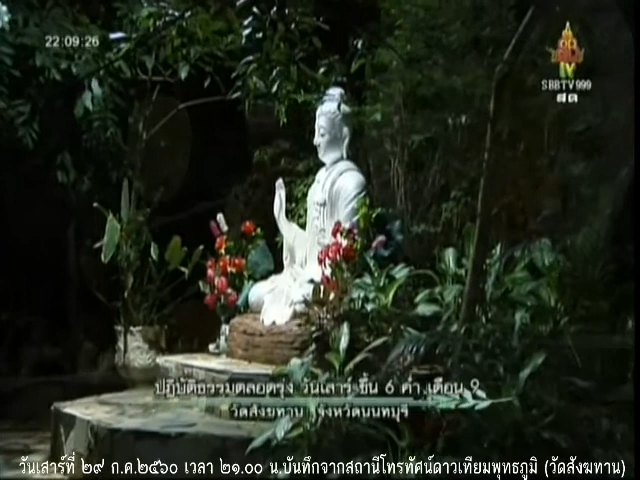 22:09:26
SBBTV999
สด
ปฏิบัติธรรมตลอดรุ่ง วันเสาร์ ขึ้น 6 ค่ำ เดือน 9
วัดสังฆทาน จังหวัดนนทบุรี
วันเสาร์ที่ ๒๙ ก.ค.๒๕๖๐ เวลา ๒๑.๐๐ น.บันทึกจากสถานีโทรทัศน์ดาวเทียมพุทธภูมิ (วัดสังฆทาน)